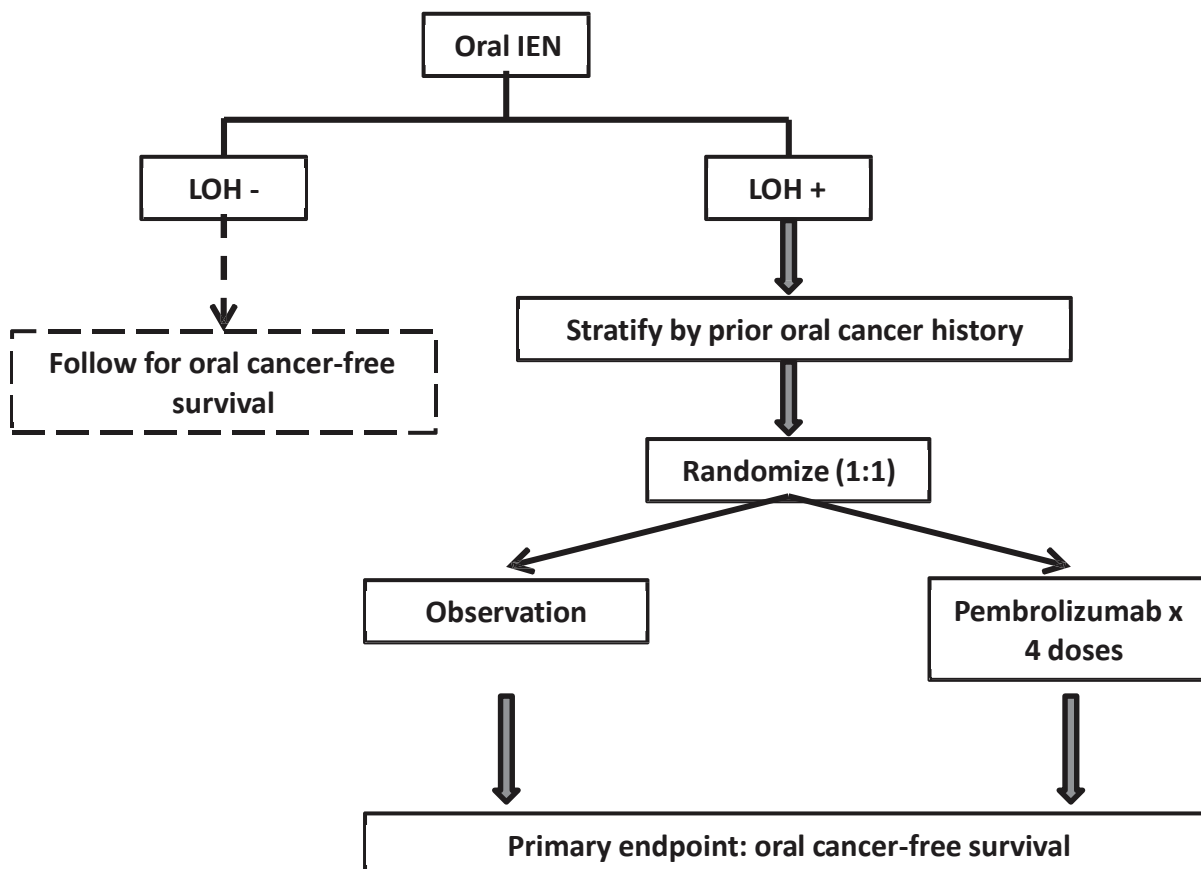 Oral IEN
LOH -
LOH +
Stratify by prior oral cancer history
Follow for oral cancer-free
survival
Randomize (1:1)
Observation
Pembrolizumab x
4 doses
Primary endpoint: oral cancer-free survival